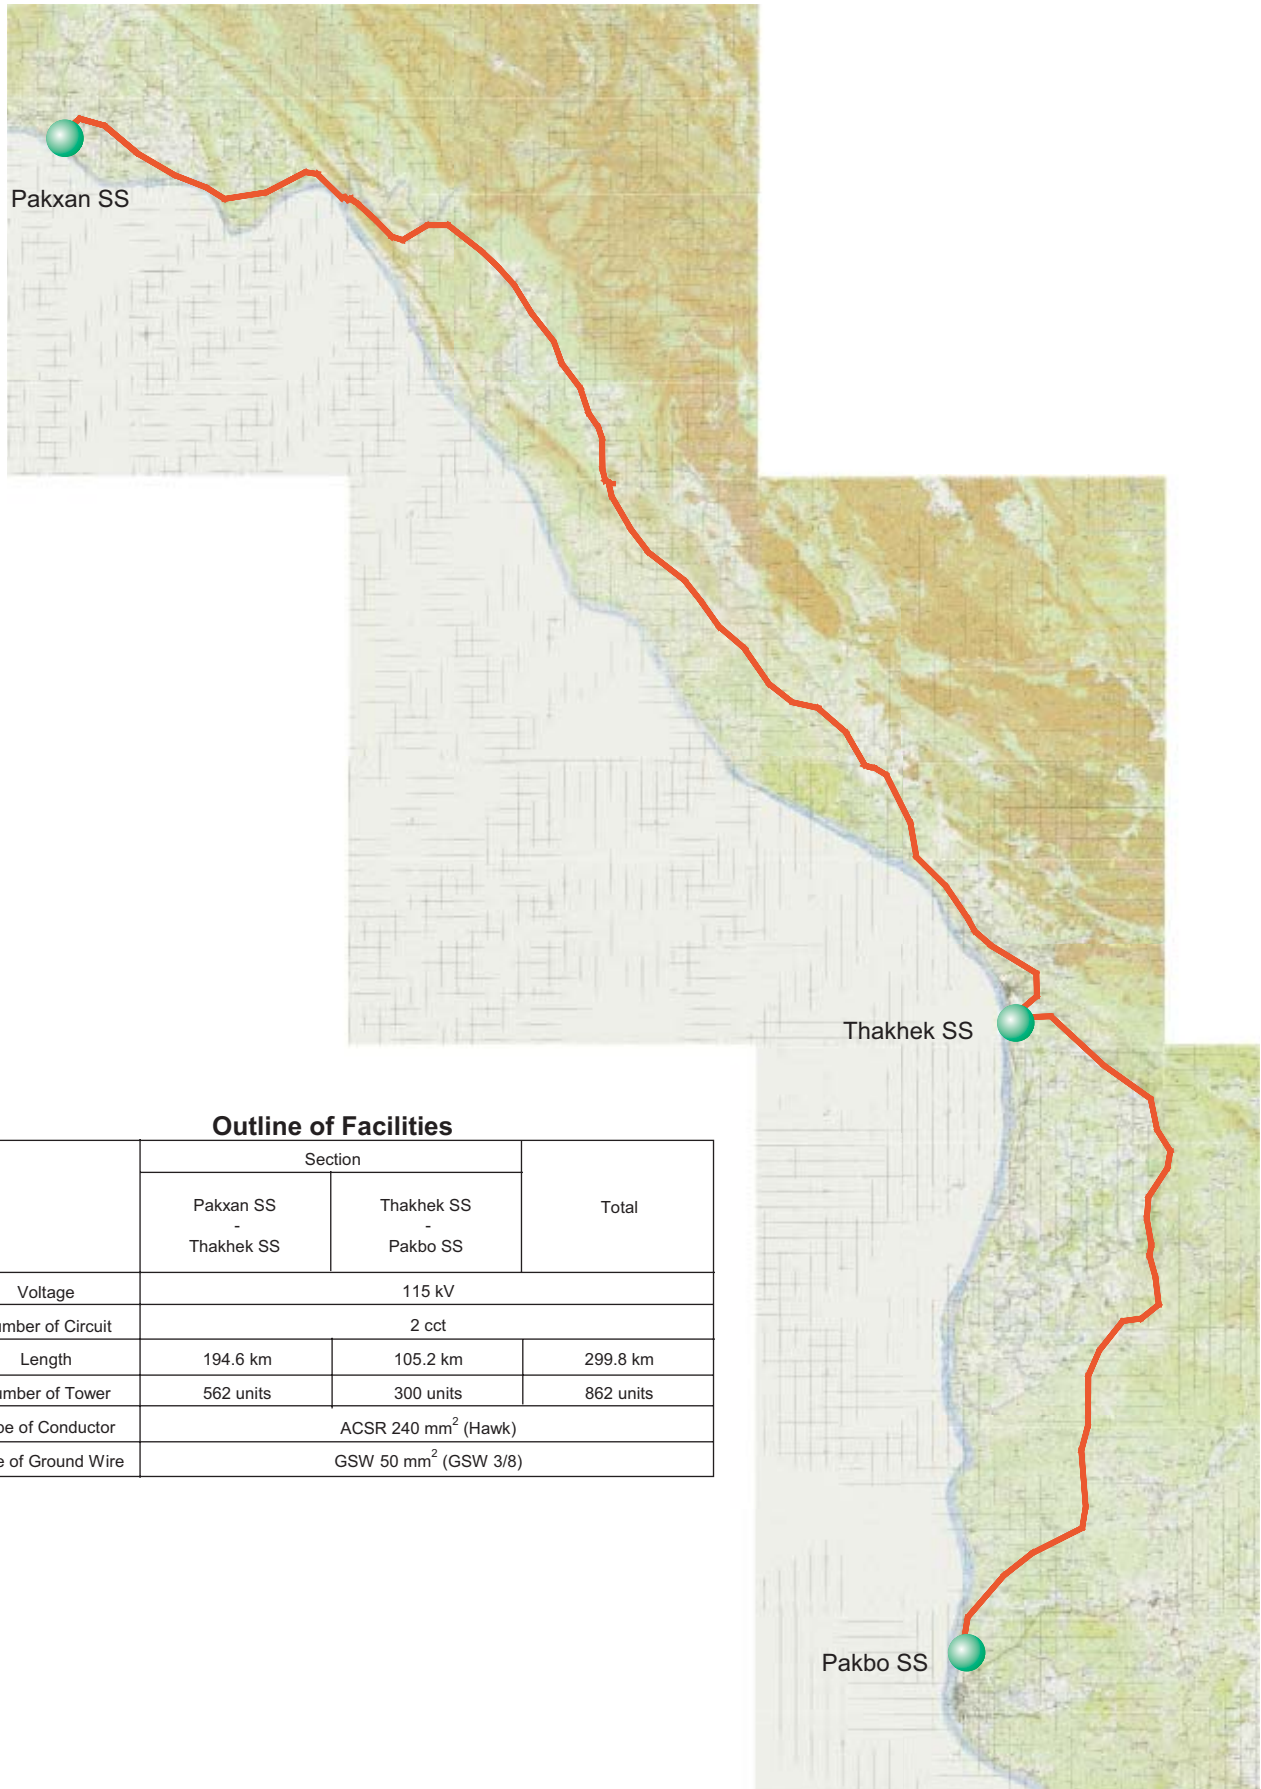 Pakxan SS
Thakhek SS
Outline of Facilities
Section
Pakxan SS
-
Thakhek SS
Thakhek SS
-
Pakbo SS
Total
Voltage 115 kV
umber of Circuit 2 cct
Length 194.6 km 105.2 km 299.8 km
umber of Tower 562 units 300 units 862 units
pe of Conductor ACSR 240 mm² (Hawk)
e of Ground Wire GSW 50 mm² (GSW 3/8)
Pakbo SS